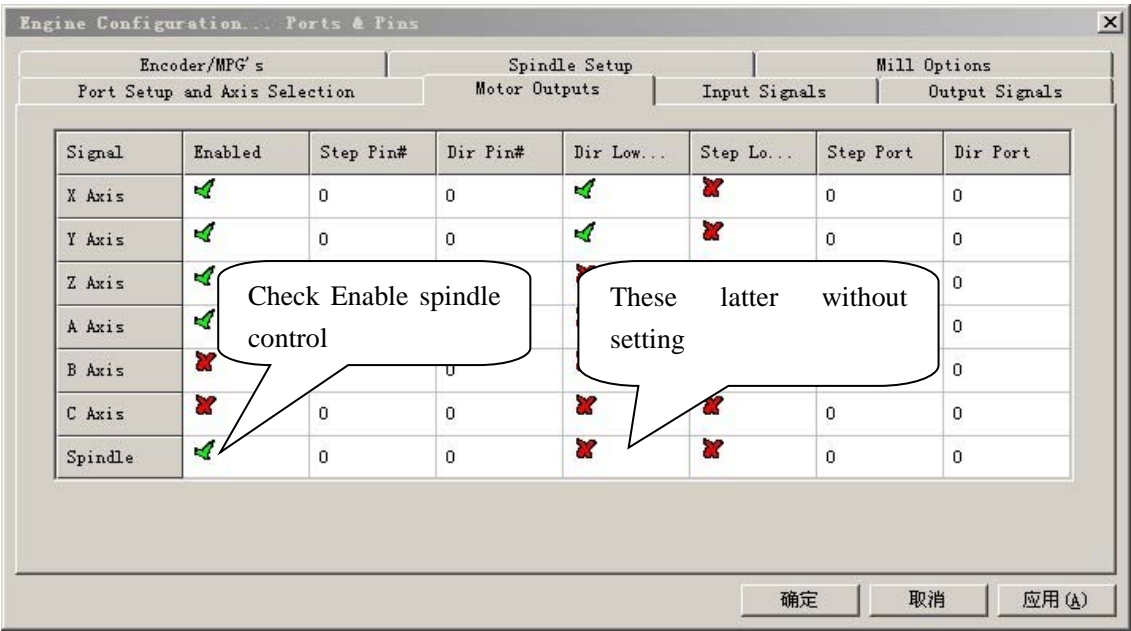 Engine Configuration... Ports & Pins
Encoder/MPG's Spindle Setup Mill Options
Port Setup and Axis Selection Motor Outputs Input Signals Output Signals
Signal Enabled Step Pin# Dir Pin# Dir Low... Step Lo... Step Port Dir Port
X Axis 0 0 0 0
Y Axis 0 0 0 0
Z Axis 0
Check Enable spindle
control
These latter without
setting
A Axis 0
B Axis 0 0
C Axis 0 0 0 0
Spindle 0 0 0 0
确定 取消 应用(A)